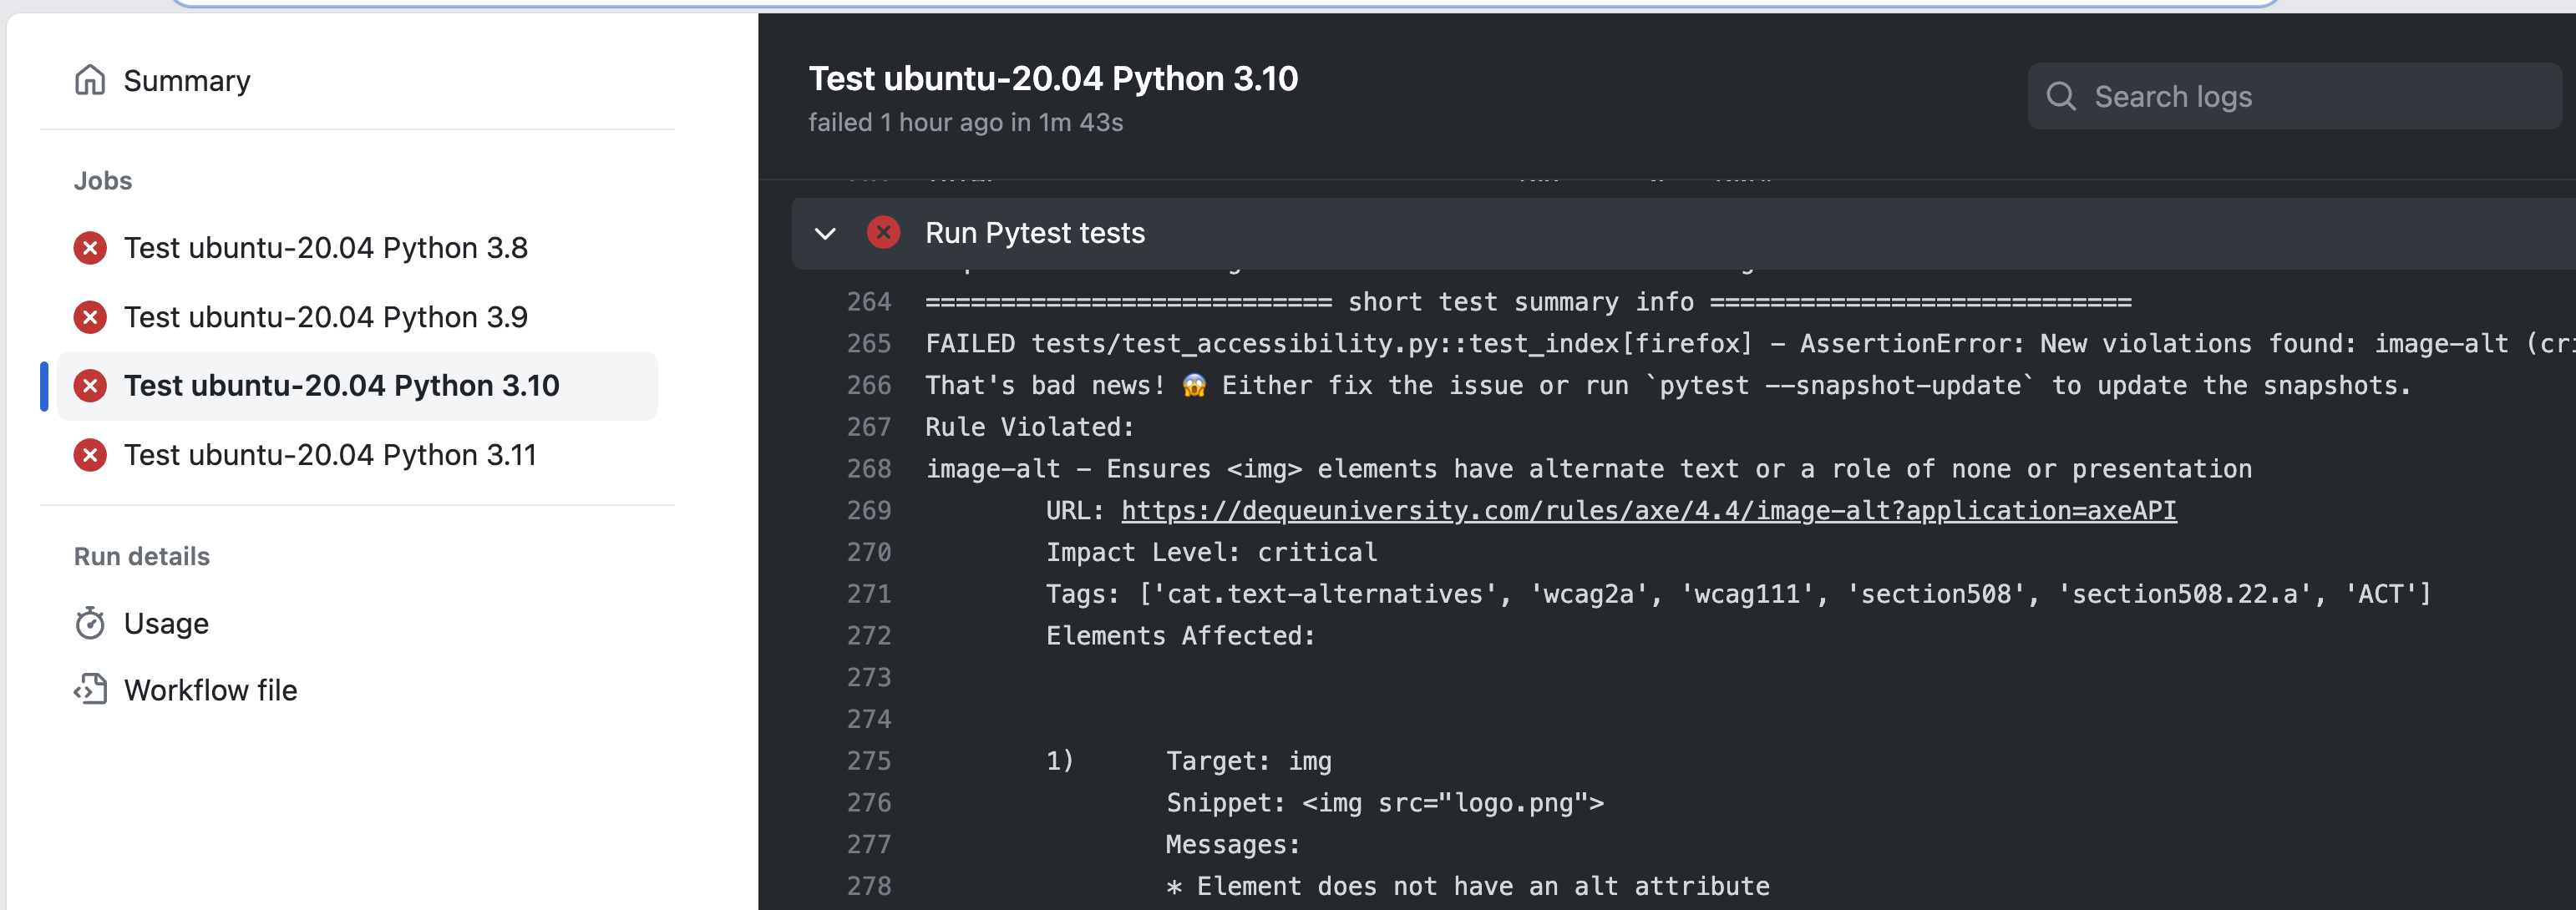 Summary
Jobs
Test ubuntu-20.04 Python 3.8
Test ubuntu-20.04 Python 3.9
Test ubuntu-20.04 Python 3.10
Test ubuntu-20.04 Python 3.11
Run details
Usage
Workflow file
Test ubuntu-20.04 Python 3.10
failed 1 hour ago in 1m 43s
Search logs
Run Pytest tests
264 =========================== short test summary info ============================
265 FAILED tests/test_accessibility.py::test_index[firefox] - AssertionError: New violations found: image-alt (cri
266 That's bad news! 😱 Either fix the issue or run `pytest --snapshot-update` to update the snapshots.
267 Rule Violated:
268 image-alt - Ensures <img> elements have alternate text or a role of none or presentation
269 URL: https://dequeuniversity.com/rules/axe/4.4/image-alt?application=axeAPI
270 Impact Level: critical
271 Tags: ['cat.text-alternatives', 'wcag2a', 'wcag111', 'section508', 'section508.22.a', 'ACT']
272 Elements Affected:
273
274
275 1) Target: img
276 Snippet: <img src="logo.png">
277 Messages:
278 * Element does not have an alt attribute